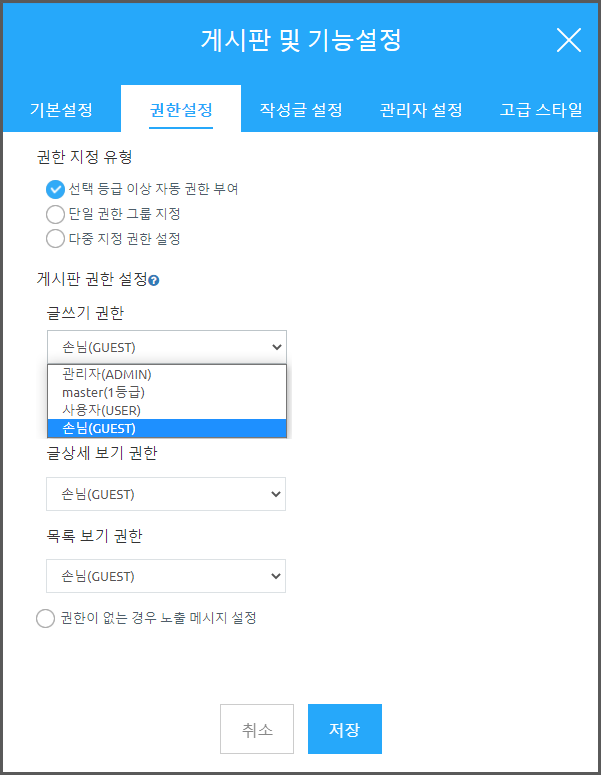 게시판 및 기능설정
기본설정 권한설정 작성글 설정 관리자 설정 고급 스타일
권한 지정 유형
선택 등급 이상 자동 권한 부여
단일 권한 그룹 지정
다중 지정 권한 설정
게시판 권한 설정?
글쓰기 권한
손님(GUEST)
관리자(ADMIN)
master(1등급)
사용자(USER)
손님(GUEST)
글상세 보기 권한
손님(GUEST)
목록 보기 권한
손님(GUEST)
권한이 없는 경우 노출 메시지 설정
취소 저장